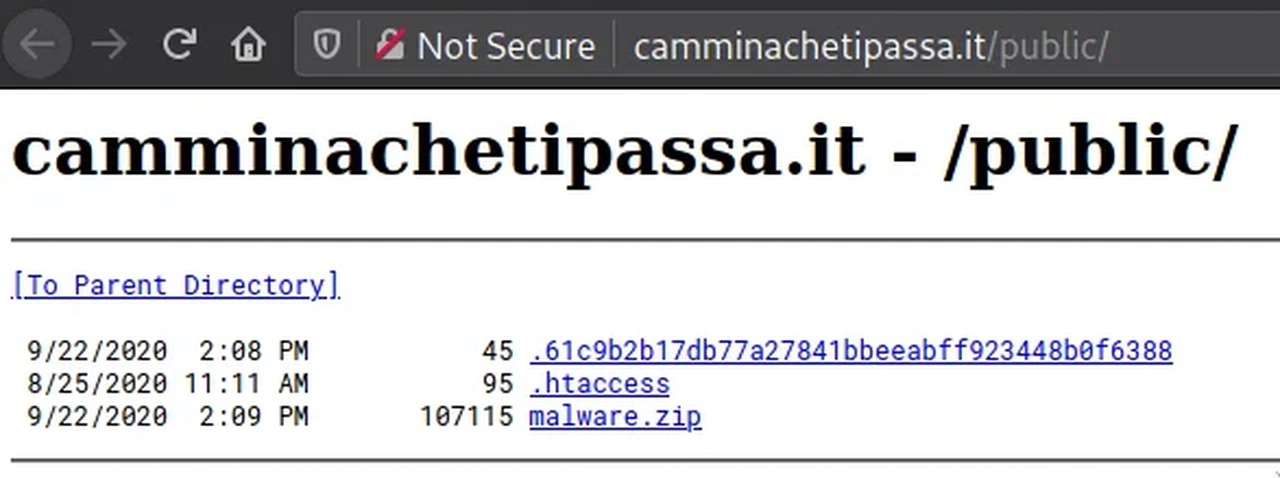 Not Secure camminachetipassa.it/public/
camminachetipassa.it - /public/
[To Parent Directory]
9/22/2020 2:08 PM 45 .61c9b2b17db77a27841bbeeabff923448b0f6388
8/25/2020 11:11 AM 95 .htaccess
9/22/2020 2:09 PM 107115 malware.zip